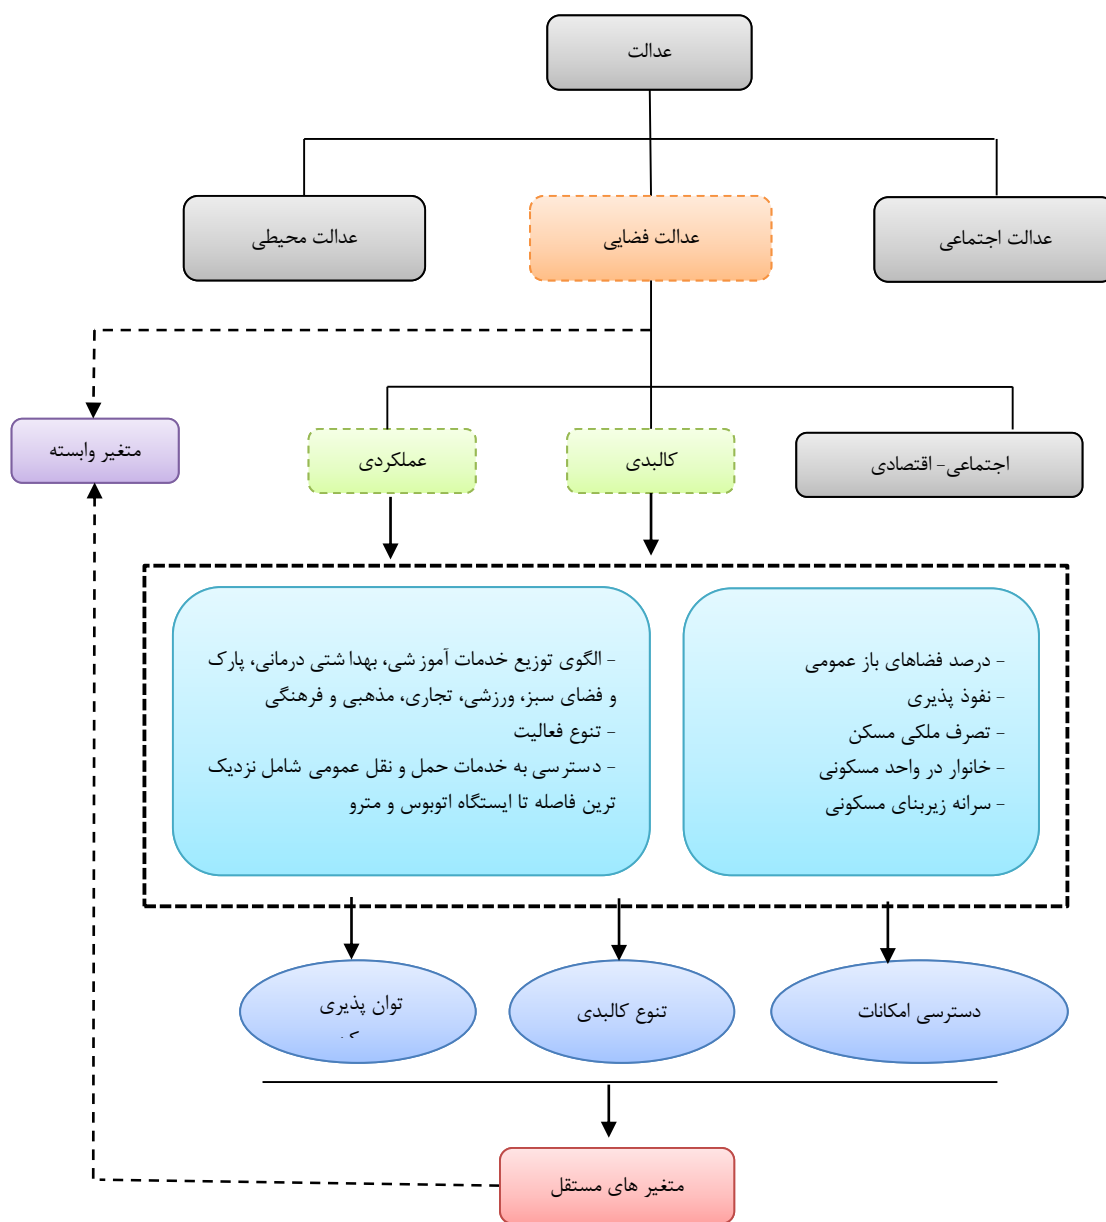 عدالت
عدالت اجتماعی
عدالت فضایی
عدالت محیطی
متغیر وابسته
اجتماعی- اقتصادی
کالبدی
عملکردی
- درصد فضاهای باز عمومی
- نفوذ پذیری
- تصرف ملکی مسکن
- خانوار در واحد مسکونی
- سرانه زیربنای مسکونی
- الگوی توزیع خدمات آموزشی، بهداشتی درمانی، پارک
و فضای سبز، ورزشی، تجاری، مذهبی و فرهنگی
- تنوع فعالیت
- دسترسی به خدمات حمل و نقل عمومی شامل نزدیک
ترین فاصله تا ایستگاه اتوبوس و مترو
دسترسی امکانات
تنوع کالبدی
توان پذیری
متغیر های مستقل